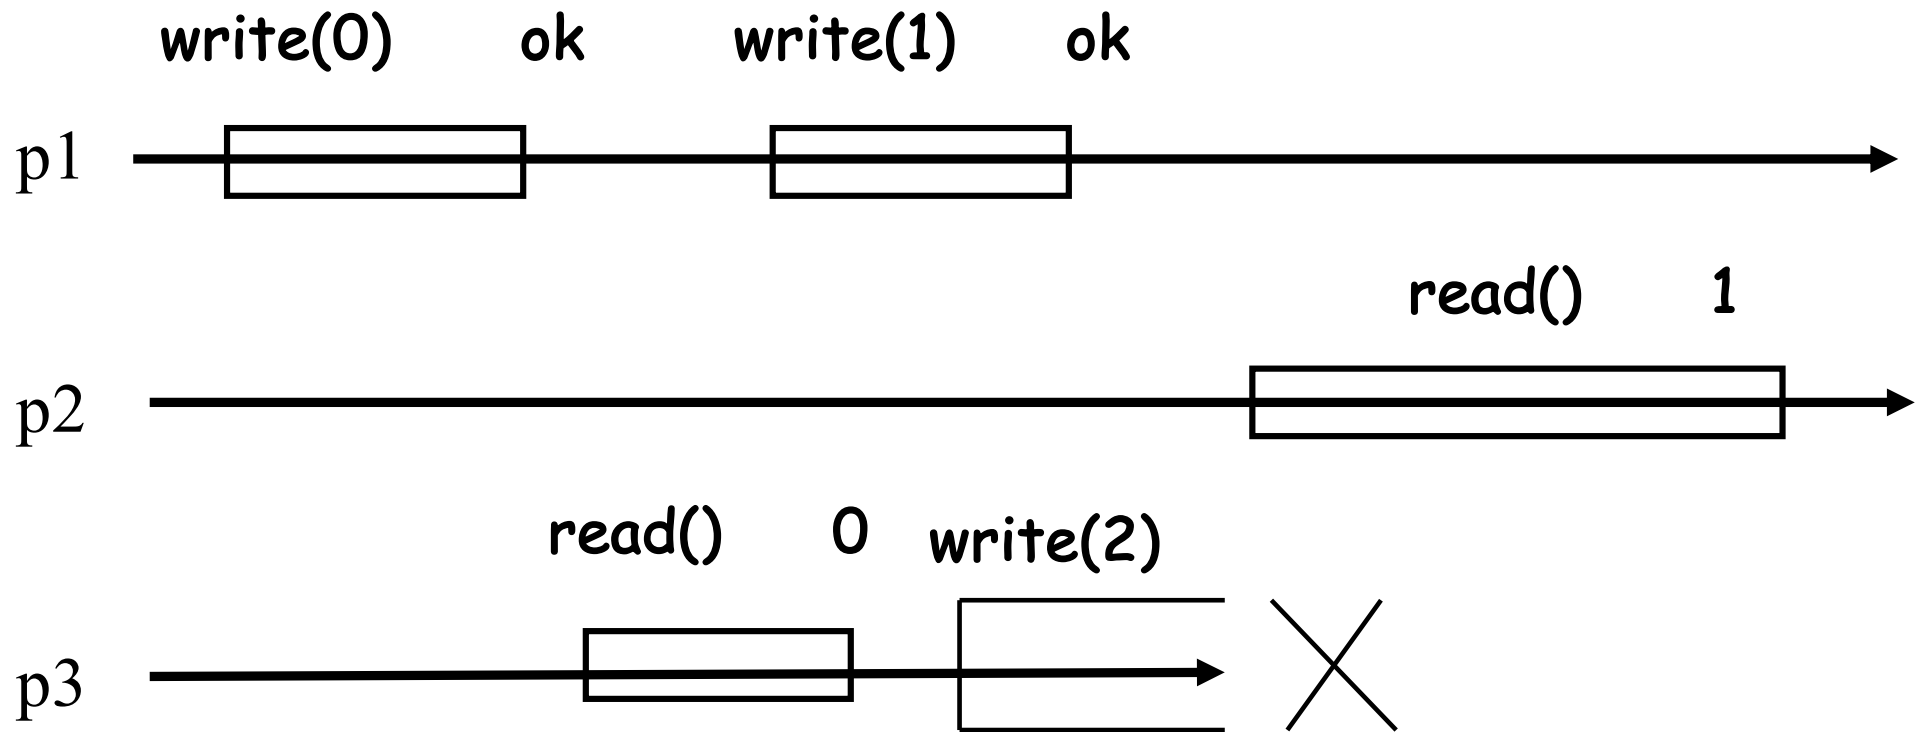 write(0) ok write(1) ok
p1
read() 1
p2
read() 0 write(2)
p3